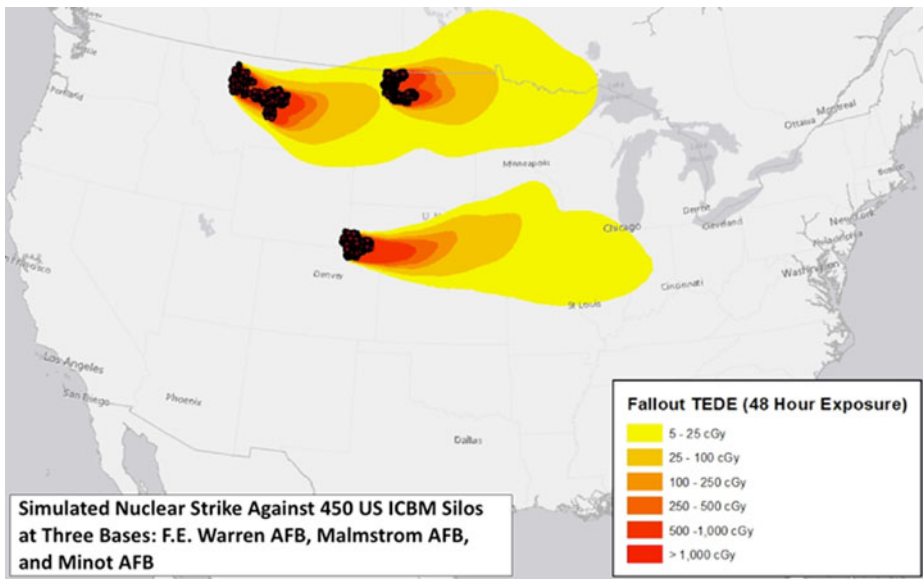 Portland
Minneapolis
Ottawa
Montreal
Boston
Detroit
Chicago
Cleveland
New York
Philadelphia
U N
Denver
Washington
Cincinnati
St Louis
n Francisco
Los Angeles
San Diego
Phoenix
Dallas
Fallout TEDE (48 Hour Exposure)
5 - 25 cGy
25 - 100 cGy
100 - 250 cGy
250 - 500 cGy
500 -1,000 cGy
> 1,000 cGy
Simulated Nuclear Strike Against 450 US ICBM Silos
at Three Bases: F.E. Warren AFB, Malmstrom AFB,
and Minot AFB